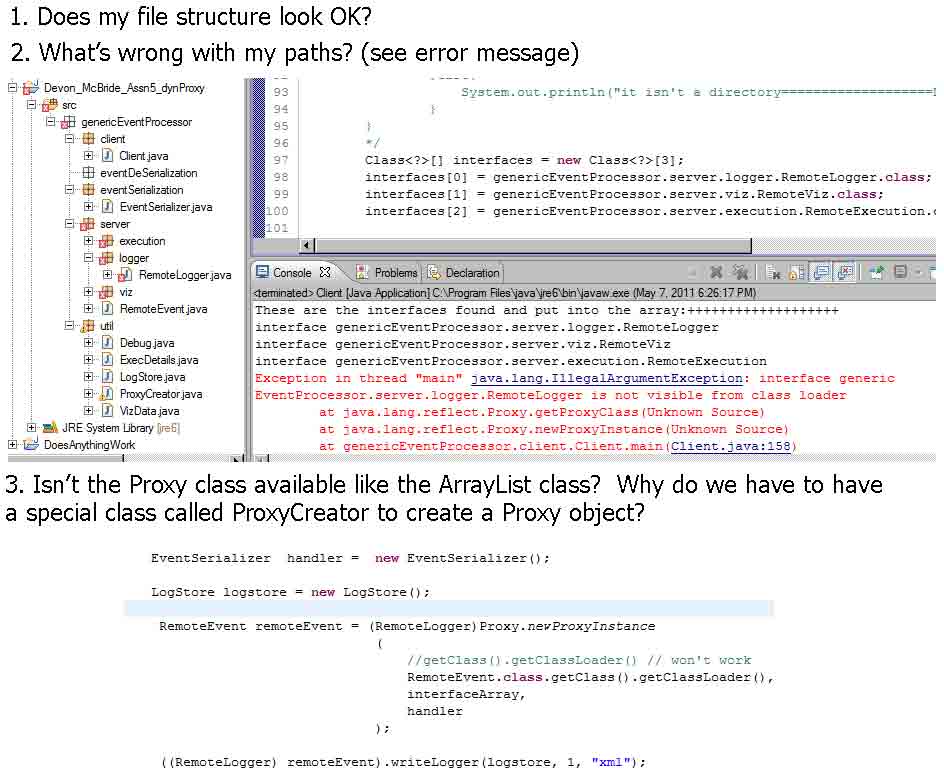 1. Does my file structure look OK?
2. What's wrong with my paths? (see error message)
Devon_McBride_Assn5_dynProxy
src
genericEventProcessor
client
Client.java
eventDeSerialization
eventSerialization
EventSerializer.java
server
execution
logger
RemoteLogger.java
viz
RemoteEvent.java
util
Debug.java
ExecDetails.java
LogStore.java
ProxyCreator.java
VizData.java
JRE System Library [jre6]
DoesAnythingWork
93 System.out.println("it isn't a directory====================
94 }
95 }
96 */
97 Class<?>[] interfaces = new Class<?>[3];
98 interfaces[0] = genericEventProcessor.server.logger.RemoteLogger.class;
99 interfaces[1] = genericEventProcessor.server.viz.RemoteViz.class;
100 interfaces[2] = genericEventProcessor.server.execution.RemoteExecution.
101
Console Problems Declaration
<terminated> Client [Java Application] C:\Program Files\java\jre6\bin\javaw.exe (May 7, 2011 6:26:17 PM)
These are the interfaces found and put into the array:+++++++++++++++++++
interface genericEventProcessor.server.logger.RemoteLogger
interface genericEventProcessor.server.viz.RemoteViz
interface genericEventProcessor.server.execution.RemoteExecution
Exception in thread "main" java.lang.IllegalArgumentException: interface generic
EventProcessor.server.logger.RemoteLogger is not visible from class loader
at java.lang.reflect.Proxy.getProxyClass(Unknown Source)
at java.lang.reflect.Proxy.newProxyInstance(Unknown Source)
at genericEventProcessor.client.Client.main(Client.java:158)
3. Isn't the Proxy class available like the ArrayList class? Why do we have to have
a special class called ProxyCreator to create a Proxy object?
EventSerializer handler = new EventSerializer();
LogStore logstore = new LogStore();
RemoteEvent remoteEvent = (RemoteLogger)Proxy.newProxyInstance
(
//getClass().getClassLoader() // won't work
RemoteEvent.class.getClass().getClassLoader(),
interfaceArray,
handler
);
((RemoteLogger) remoteEvent).writeLogger(logstore, 1, "xml");